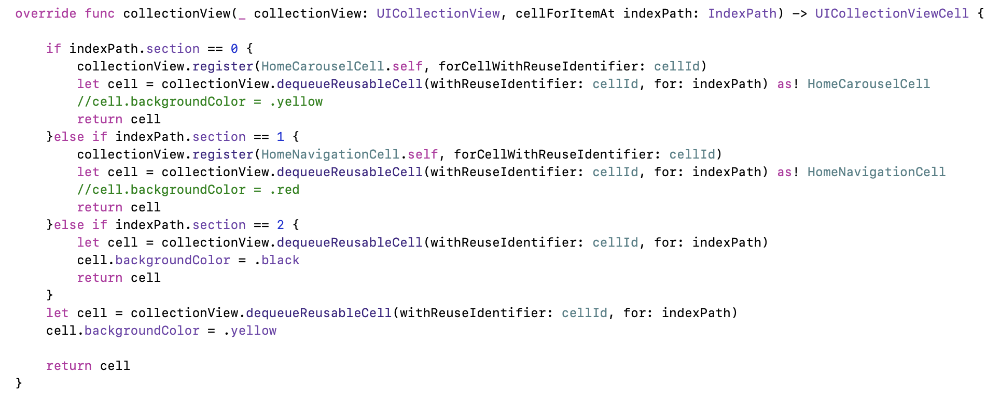 override func collectionView(_ collectionView: UICollectionView, cellForItemAt indexPath: IndexPath) -> UICollectionViewCell {
if indexPath.section == 0 {
collectionView.register(HomeCarouselCell.self, forCellWithReuseIdentifier: cellId)
let cell = collectionView.dequeueReusableCell(withReuseIdentifier: cellId, for: indexPath) as! HomeCarouselCell
//cell.backgroundColor = .yellow
return cell
}else if indexPath.section == 1 {
collectionView.register(HomeNavigationCell.self, forCellWithReuseIdentifier: cellId)
let cell = collectionView.dequeueReusableCell(withReuseIdentifier: cellId, for: indexPath) as! HomeNavigationCell
//cell.backgroundColor = .red
return cell
}else if indexPath.section == 2 {
let cell = collectionView.dequeueReusableCell(withReuseIdentifier: cellId, for: indexPath)
cell.backgroundColor = .black
return cell
}
let cell = collectionView.dequeueReusableCell(withReuseIdentifier: cellId, for: indexPath)
cell.backgroundColor = .yellow
return cell
}